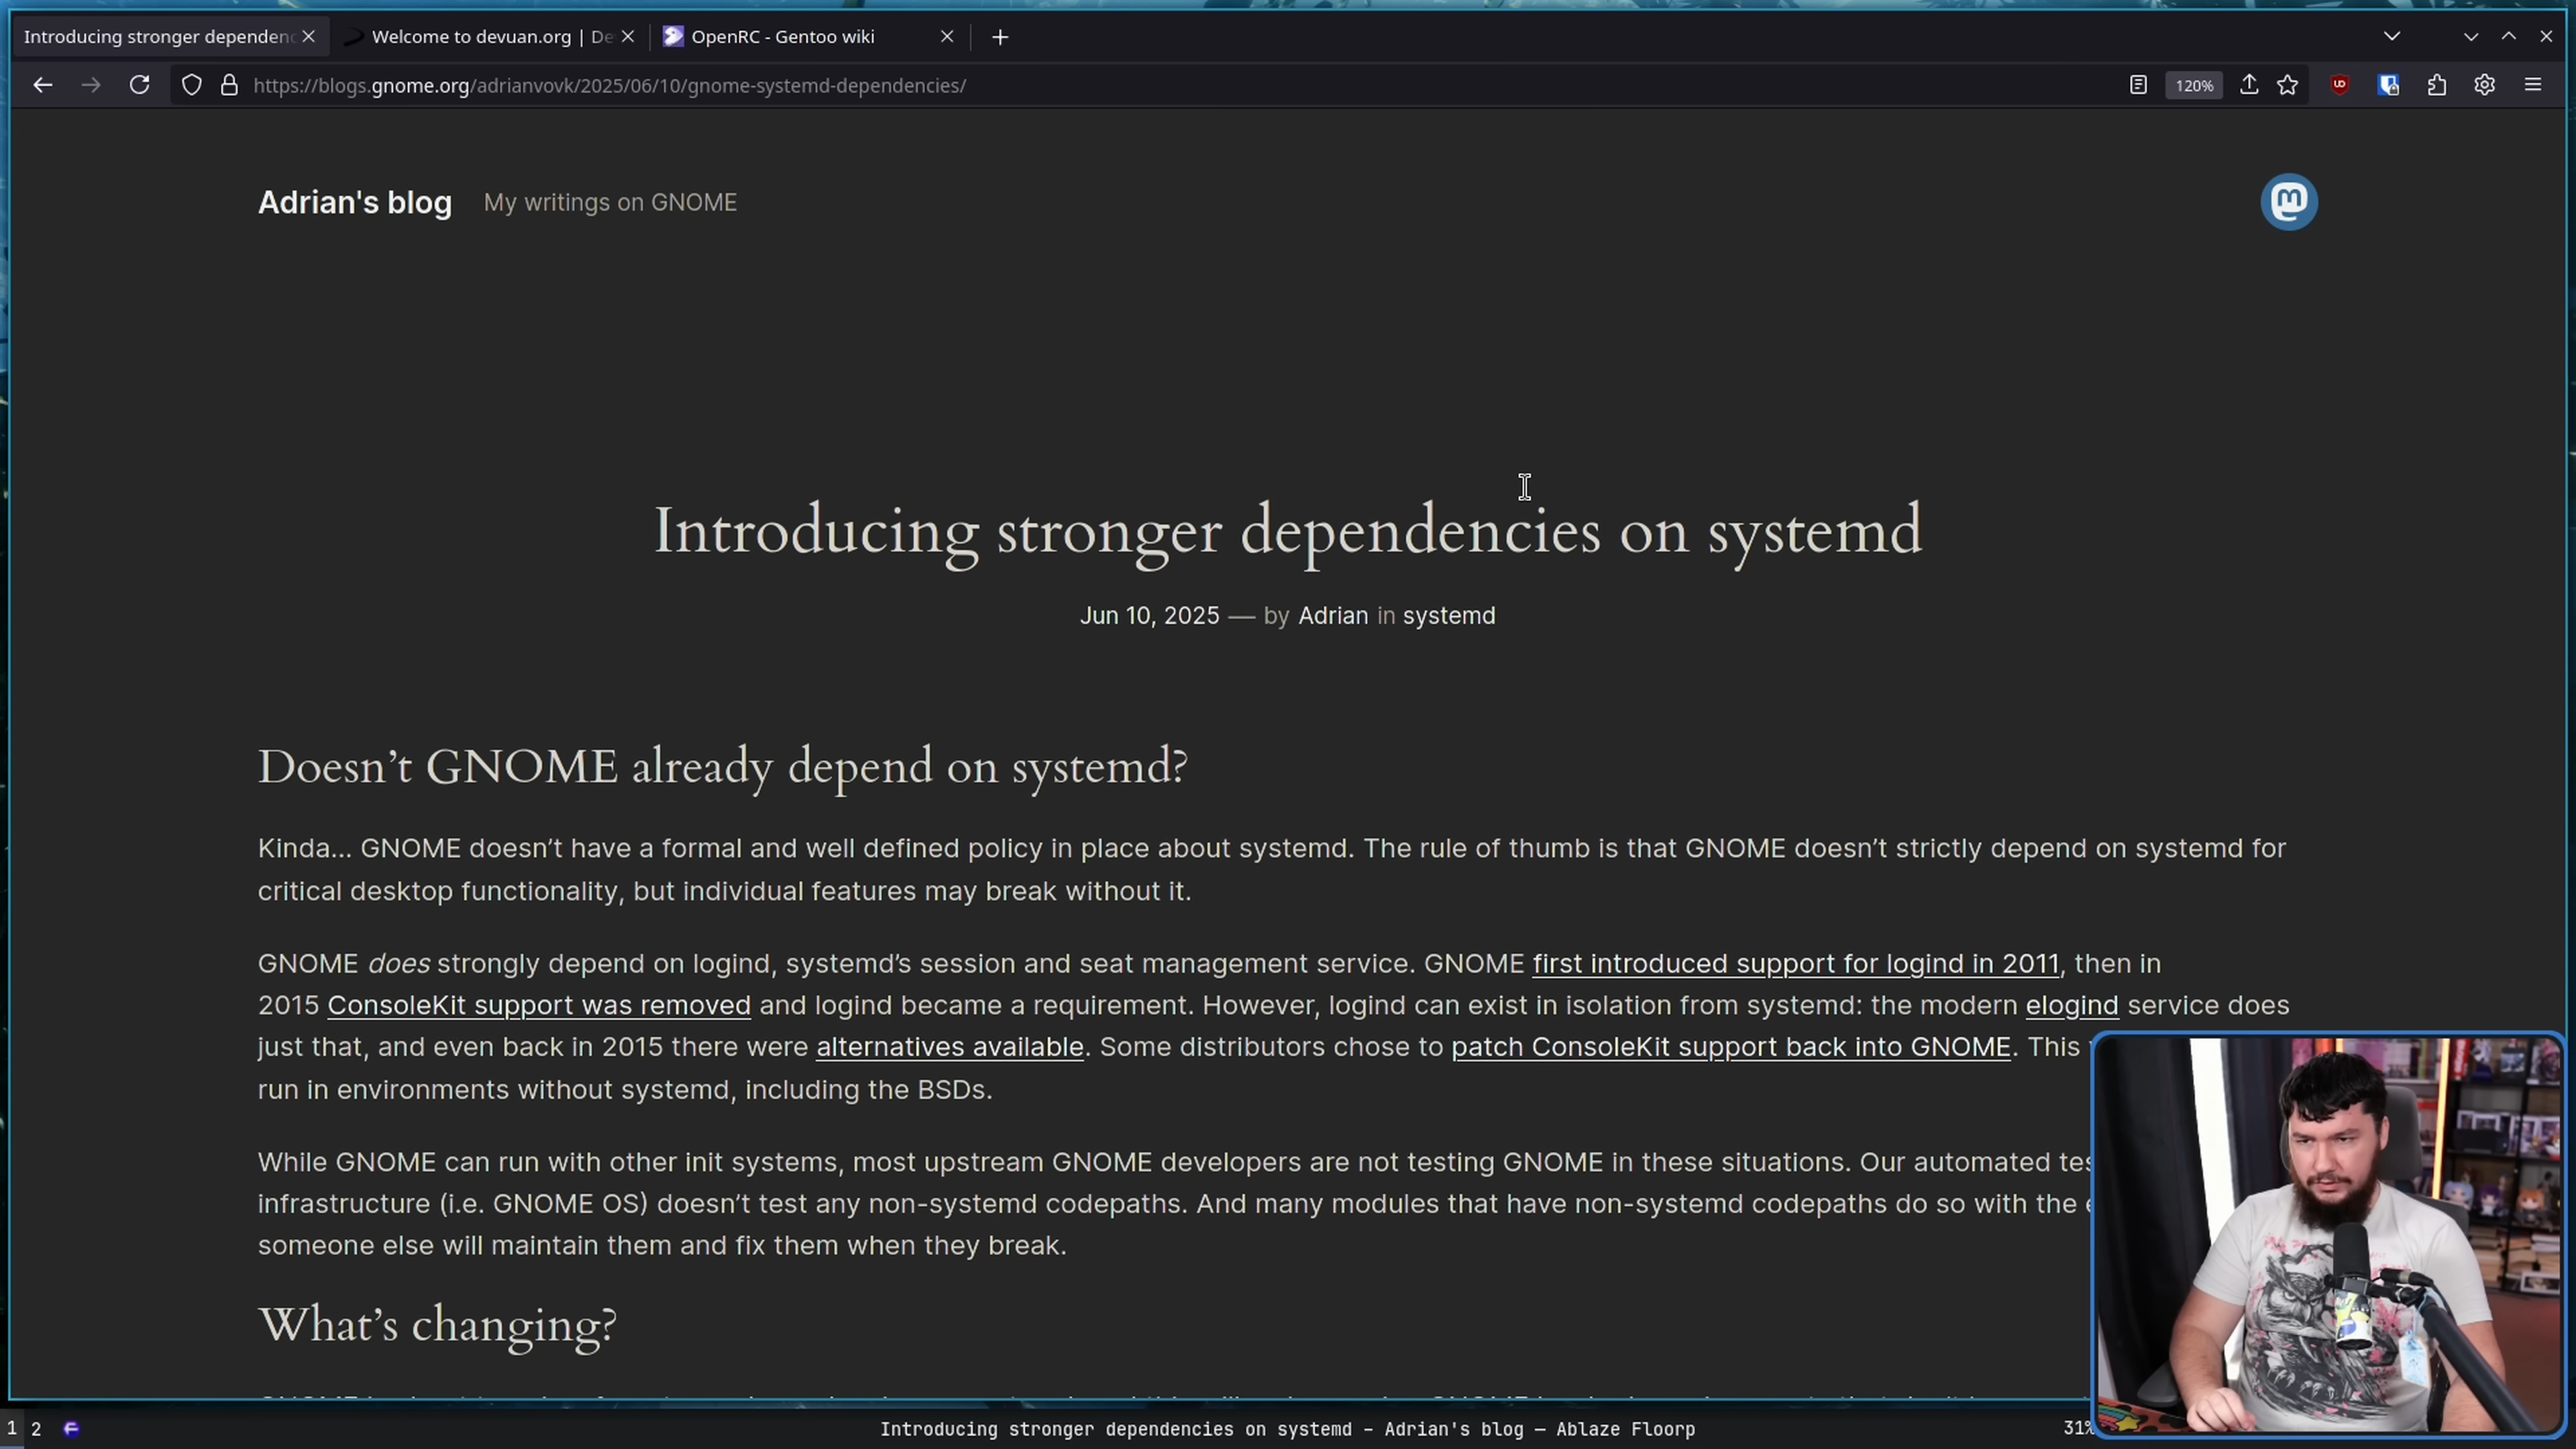 Introducing stronger dependenc
Welcome to devuan.org | De
OpenRC - Gentoo wiki
https://blogs.gnome.org/adrianvovk/2025/06/10/gnome-systemd-dependencies/
120%
Adrian's blog
My writings on GNOME
Introducing stronger dependencies on systemd
Jun 10, 2025 — by Adrian in systemd
Doesn’t GNOME already depend on systemd?
Kinda… GNOME doesn’t have a formal and well defined policy in place about systemd. The rule of thumb is that GNOME doesn’t strictly depend on systemd for
critical desktop functionality, but individual features may break without it.
GNOME does strongly depend on logind, systemd’s session and seat management service. GNOME first introduced support for logind in 2011, then in
2015 ConsoleKit support was removed and logind became a requirement. However, logind can exist in isolation from systemd: the modern elogind service does
just that, and even back in 2015 there were alternatives available. Some distributors chose to patch ConsoleKit support back into GNOME. This
run in environments without systemd, including the BSDs.
While GNOME can run with other init systems, most upstream GNOME developers are not testing GNOME in these situations. Our automated tes
infrastructure (i.e. GNOME OS) doesn’t test any non-systemd codepaths. And many modules that have non-systemd codepaths do so with the
someone else will maintain them and fix them when they break.
What’s changing?
1 2
Introducing stronger dependencies on systemd - Adrian's blog — Ablaze Floorp
31%